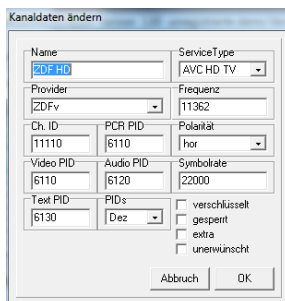 Kanaldaten ändern
Name ServiceType
ZDF HD AVC HD TV
Provider Frequenz
ZDFv 11362
Ch. ID PCR PID Polarität
11110 6110 hor
Video PID Audio PID Symbolrate
6110 6120 22000
Text PID PIDs verschlüsselt
6130 Dez gesperrt
extra
unerwünscht
Abbruch OK